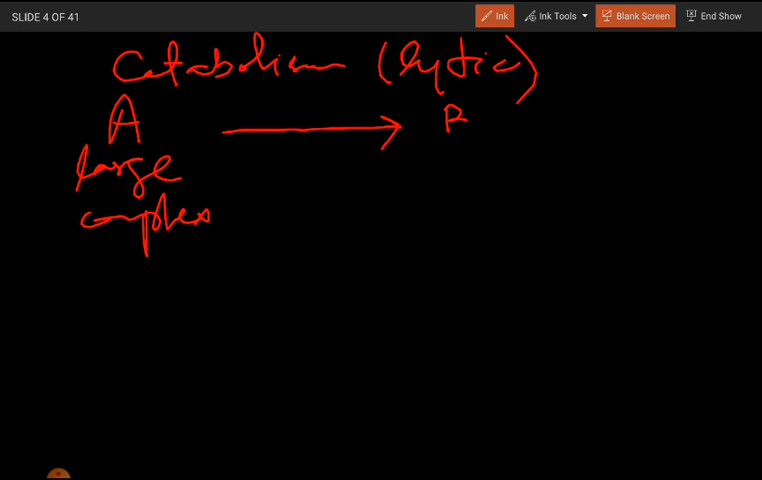 SLIDE 4 OF 41
Ink
Ink Tools
Blank Screen
End Show
Catabolism (Lytic)
A
large
complex